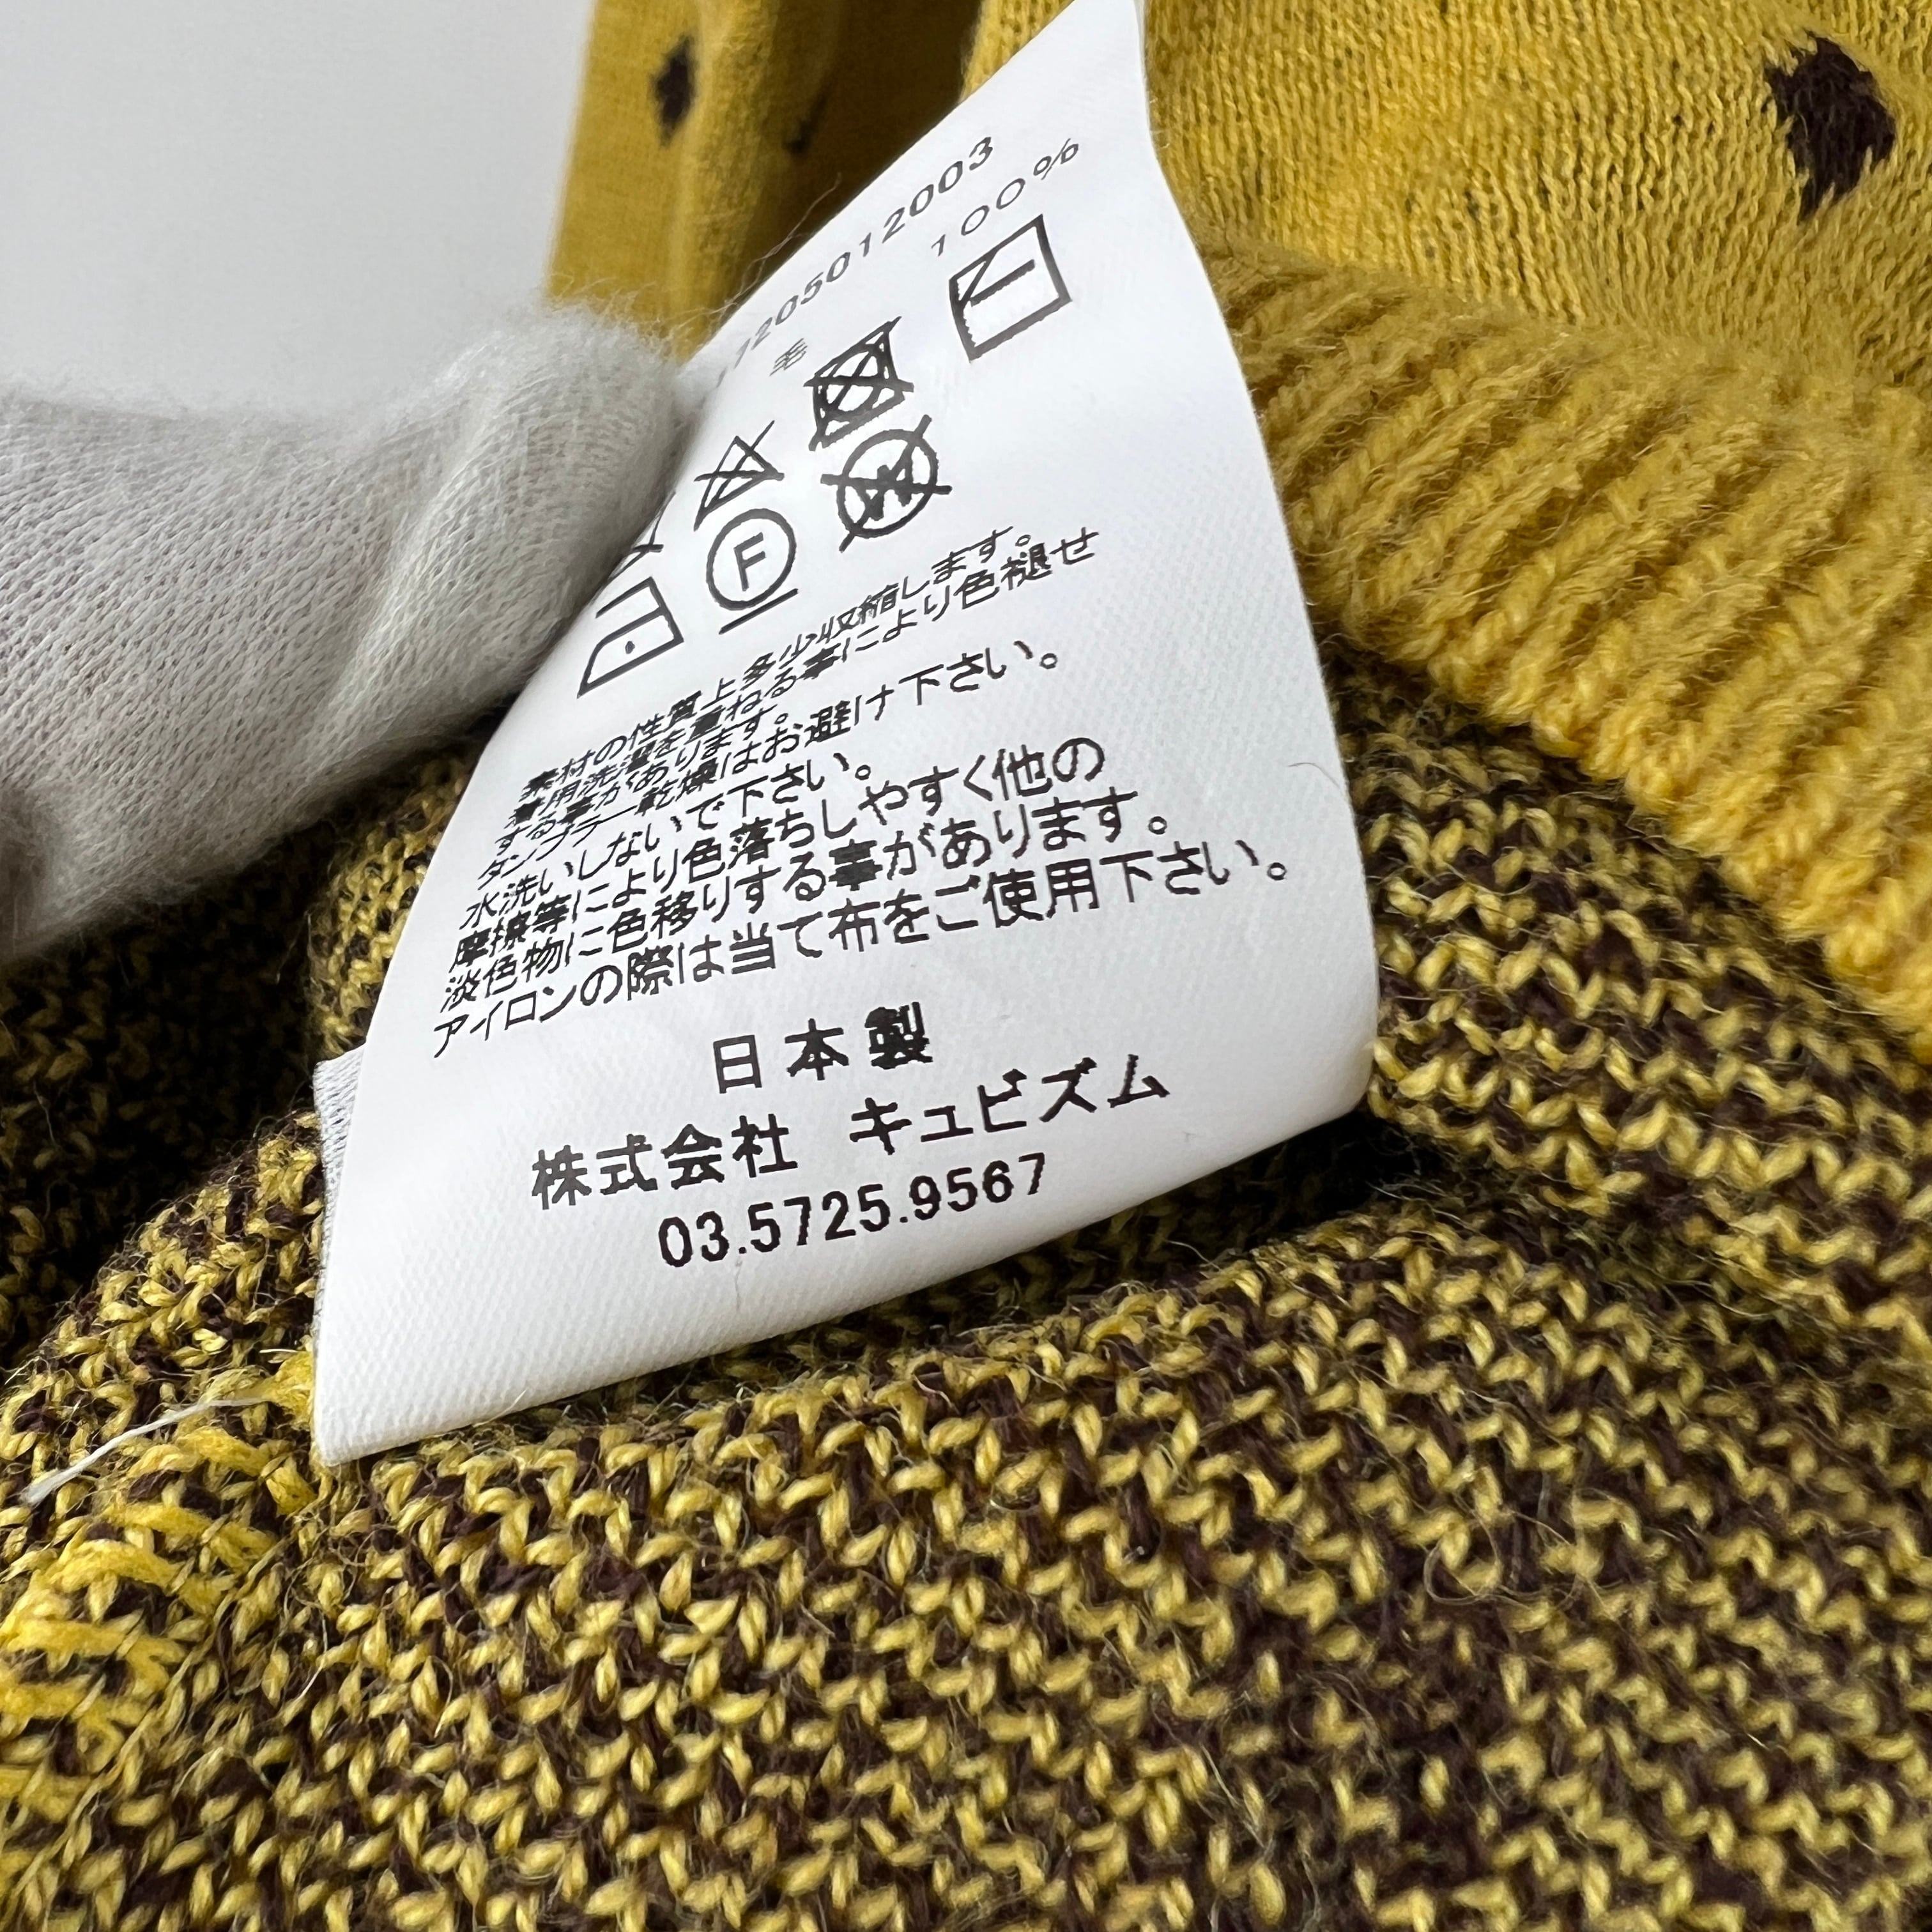 7205012003
毛 100%
F
素材の性質上多少収縮します。
着用洗濯を重ねる事により色褪せ
する事があります。
タンブラー乾燥はお避け下さい。
水洗いしないで下さい。
摩擦等により色落ちしやすく他の
淡色物に色移りする事があります。
アイロンの際は当て布をご使用下さい。
日本製
株式会社 キュビズム
03.5725.9567